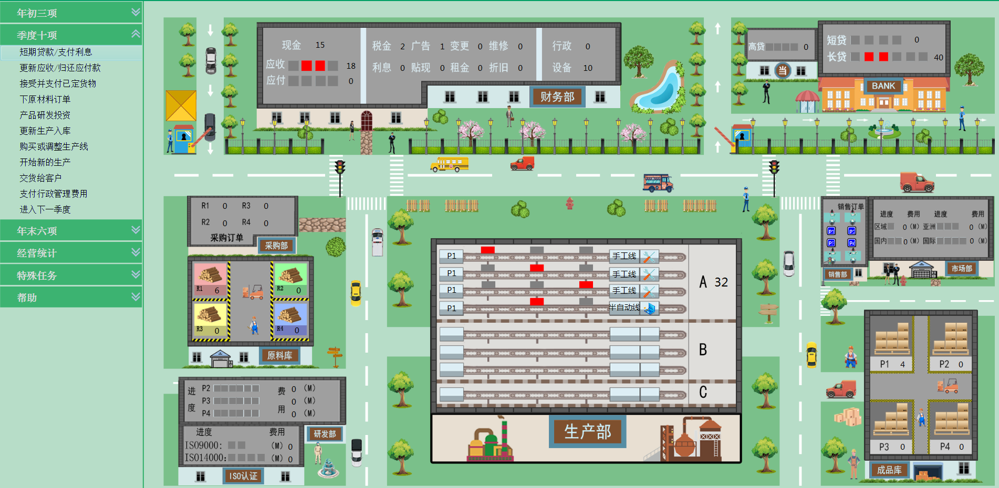 年初三项
季度十项
短期贷款/支付利息
更新应收/归还应付款
接受并支付已定货物
下原材料订单
产品研发投资
更新生产入库
购买或调整生产线
开始新的生产
交货给客户
支付行政管理费用
进入下一季度
年末六项
经营统计
特殊任务
帮助
现金 15
应收 18
应付 0
税金 2 广告 1 变更 0 维修 0
利息 0 贴现 0 租金 0 折旧 0
行政 0
设备 10
财务部
高贷 0
当
短贷 0
长贷 40
BANK
POLICE
R1 0 R3 0
R2 0 R4 0
采购订单
采购部
R1 6
R2 0
R3 0
R4 0
原料库
进度
P2 费用 0 (M)
P3 0 (M)
P4 0 (M)
研发部
进度 费用
ISO9000: (M) 0
ISO14000: (M) 0
ISO认证
P1 手工线
P1 手工线
P1 手工线
P1 半自动线
A 32
B
C
生产部
销售订单
P1 P2
P3 P4
销售部
进度 费用 进度 费用
区域 0 (M) 亚洲 0 (M)
国内 0 (M) 国际 0 (M)
市场部
P1 4
P2 0
P3 0
P4 0
成品库